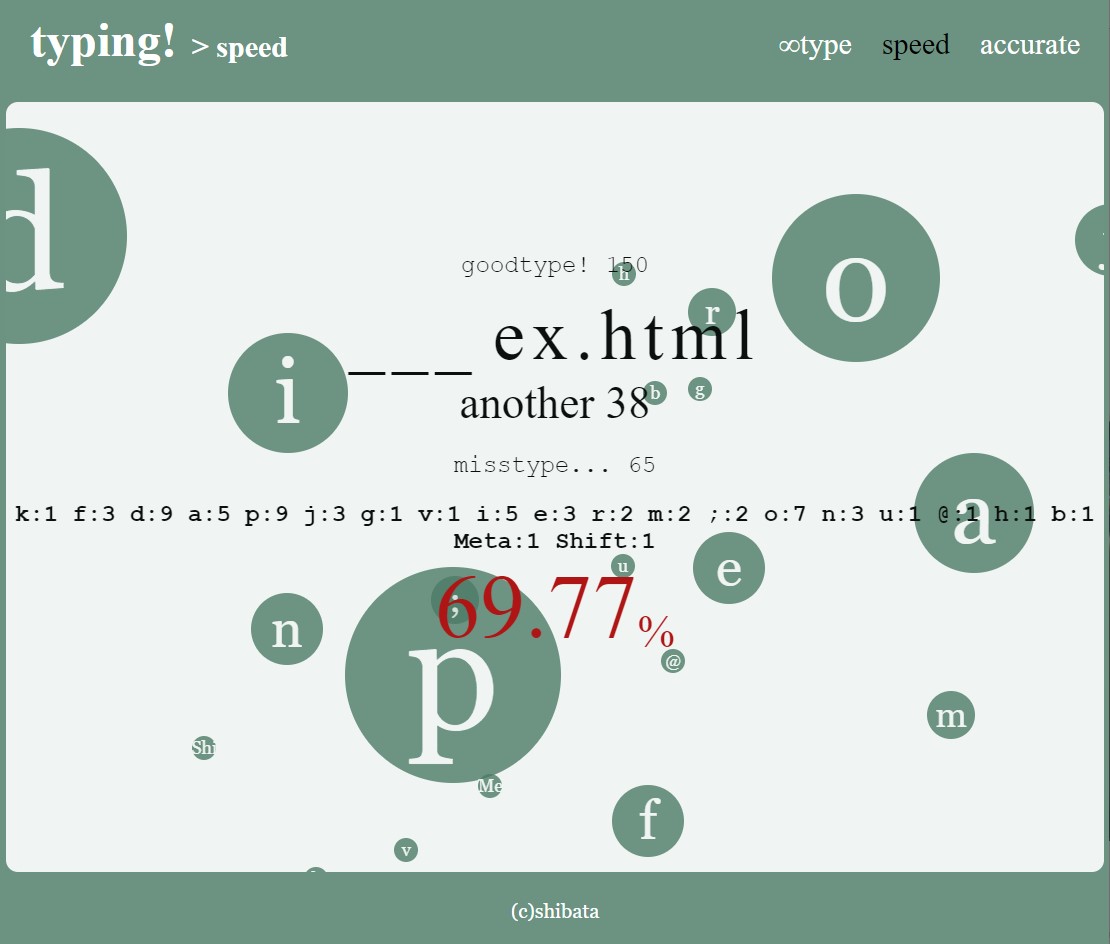 typing! > speed
∞type speed accurate
d
o
goodtype! 150
h
r
___ex.html
i
another 38
b
g
misstype... 65
a
k:1 f:3 d:9 a:5 p:9 j:3 g:1 v:1 i:5 e:3 r:2 m:2 ;:2 o:7 n:3 u:1 @:1 h:1 b:1
Meta:1 Shift:1
u
e
;
69.77%
n
p
@
m
Shi
Me
f
v
(c)shibata